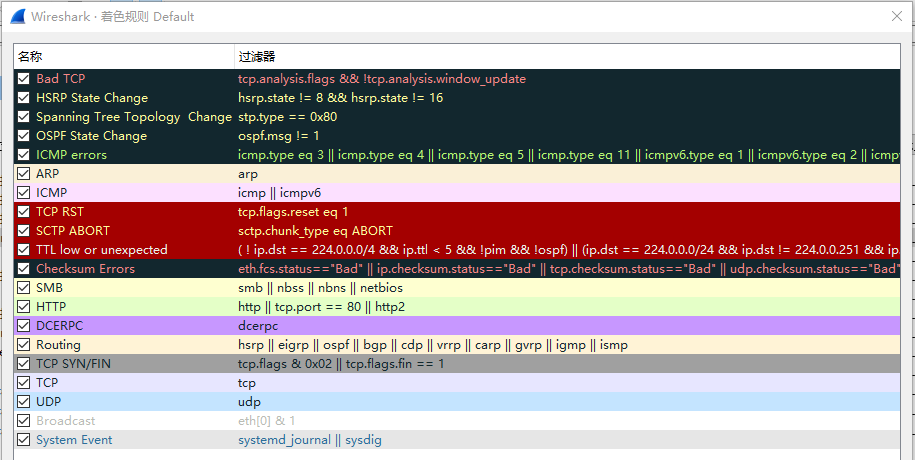 Wireshark · 着色规则 Default
名称 过滤器
Bad TCP tcp.analysis.flags && !tcp.analysis.window_update
HSRP State Change hsrp.state != 8 && hsrp.state != 16
Spanning Tree Topology Change stp.type == 0x80
OSPF State Change ospf.msg != 1
ICMP errors icmp.type eq 3 || icmp.type eq 4 || icmp.type eq 5 || icmp.type eq 11 || icmpv6.type eq 1 || icmpv6.type eq 2 || icmp
ARP arp
ICMP icmp || icmpv6
TCP RST tcp.flags.reset eq 1
SCTP ABORT sctp.chunk_type eq ABORT
TTL low or unexpected ( ! ip.dst == 224.0.0.0/4 && ip.ttl < 5 && !pim && !ospf) || (ip.dst == 224.0.0.0/24 && ip.dst != 224.0.0.251 && ip
Checksum Errors eth.fcs.status=="Bad" || ip.checksum.status=="Bad" || tcp.checksum.status=="Bad" || udp.checksum.status=="Bad"
SMB smb || nbss || nbns || netbios
HTTP http || tcp.port == 80 || http2
DCERPC dcerpc
Routing hsrp || eigrp || ospf || bgp || cdp || vrrp || carp || gvrp || igmp || ismp
TCP SYN/FIN tcp.flags & 0x02 || tcp.flags.fin == 1
TCP tcp
UDP udp
Broadcast eth[0] & 1
System Event systemd_journal || sysdig